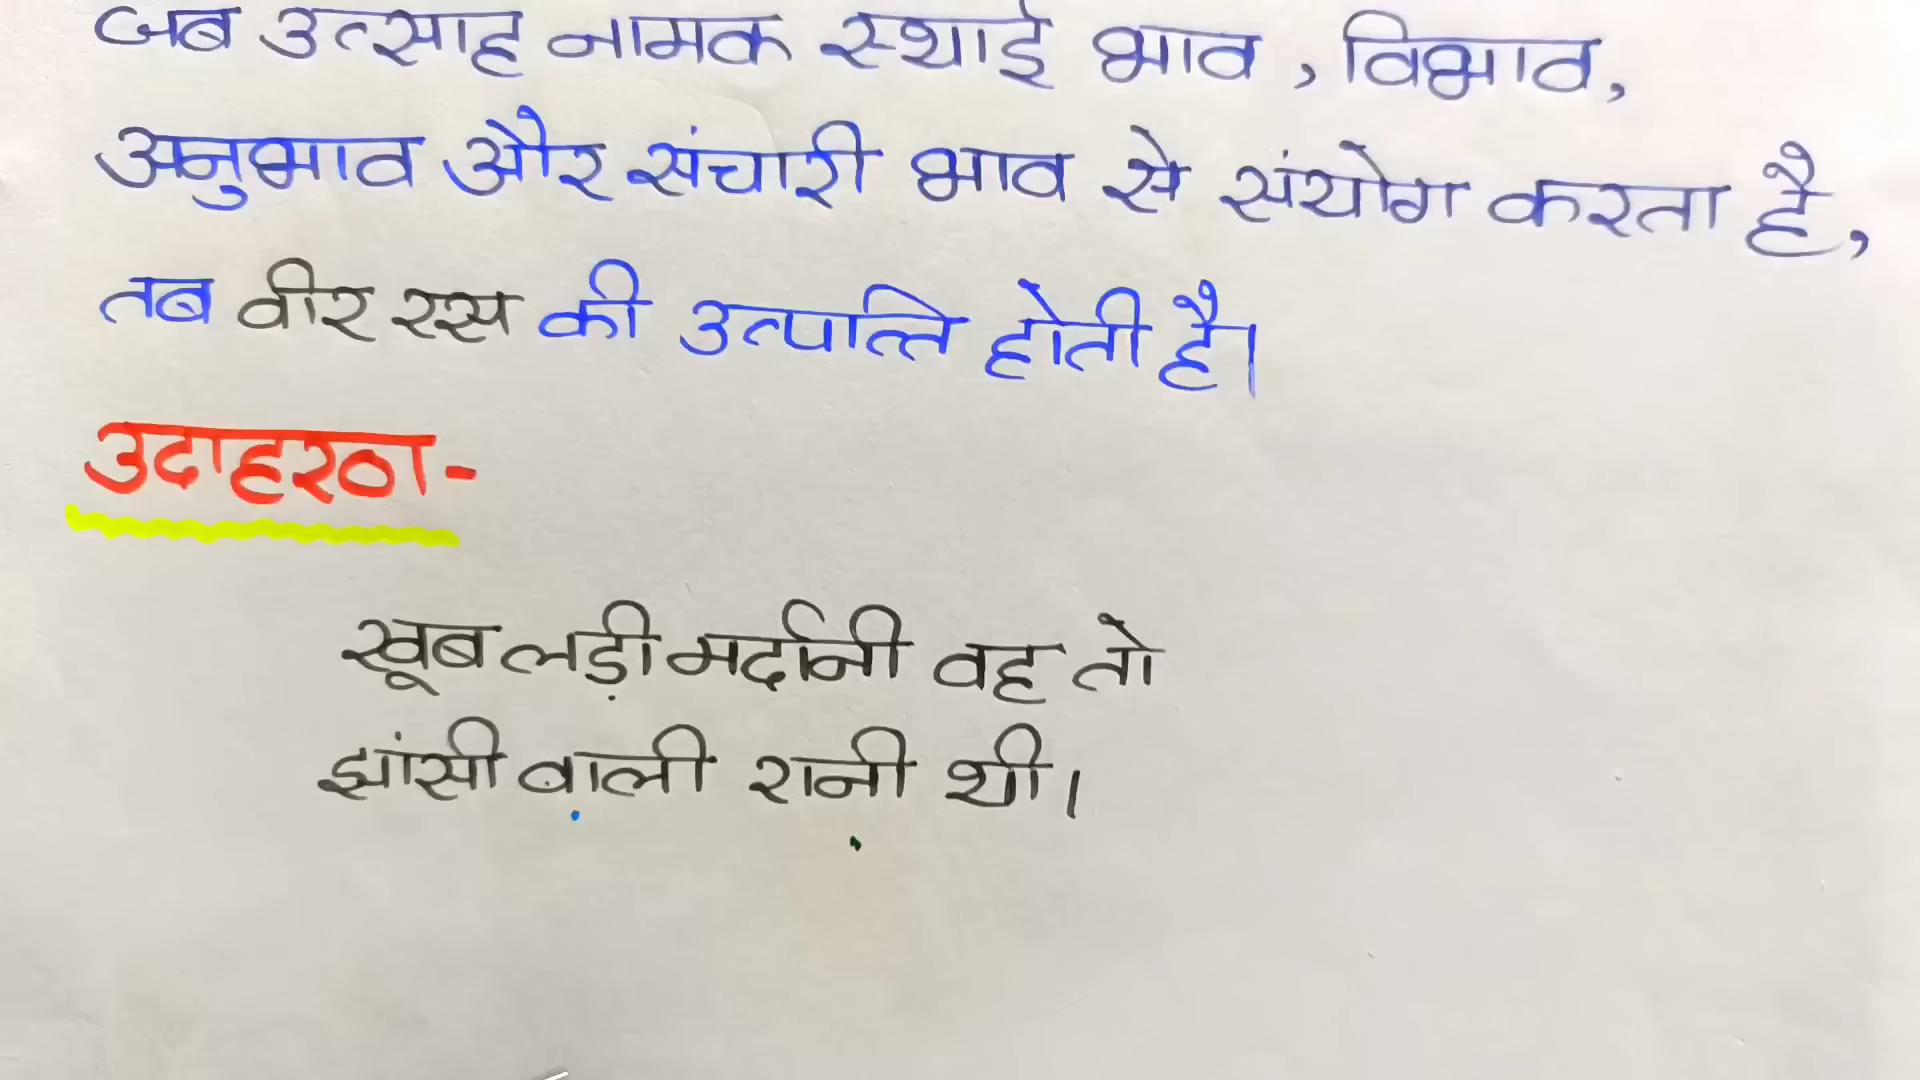 जब उत्साह नामक स्थाई भाव, विभाव,
अनुभाव और संचारी भाव से संयोग करता है,
तब वीर रस की उत्पत्ति होती है।
उदाहरण-
खूब लड़ी मर्दानी वह तो
झांसी वाली रानी थी।